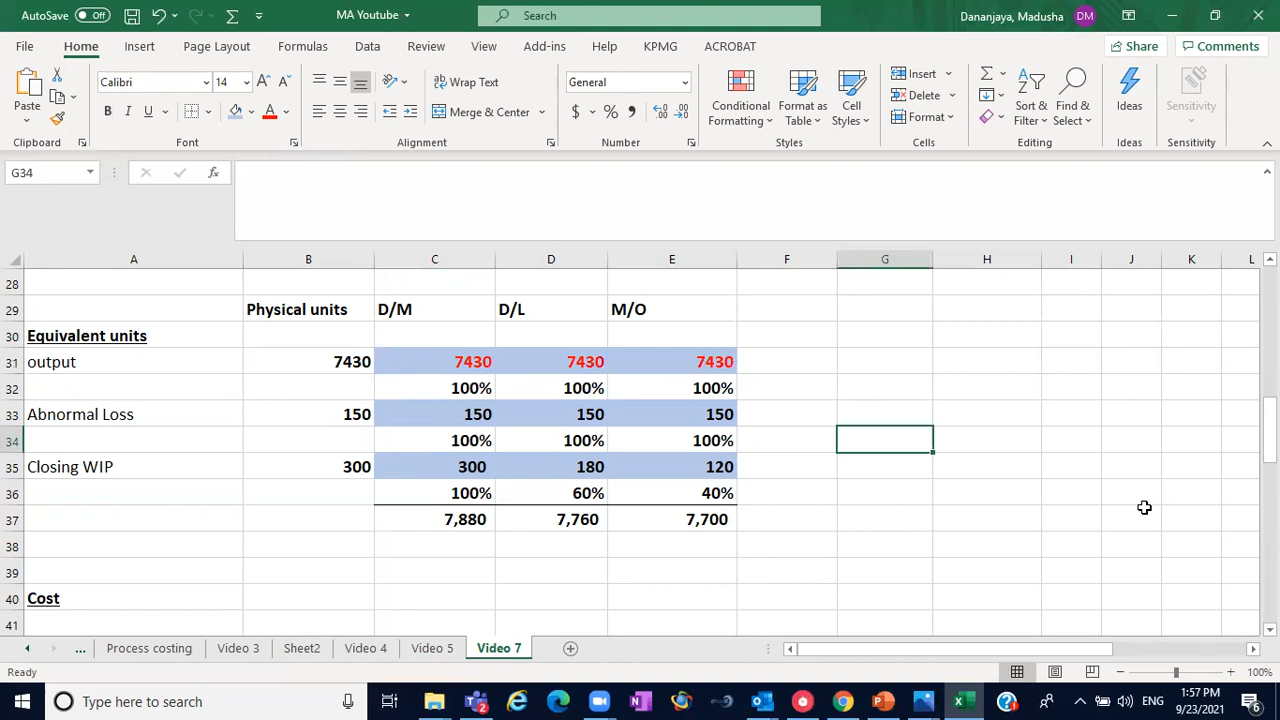 AutoSave Off MA Youtube Search Dananjaya, Madusha DM
File Home Insert Page Layout Formulas Data Review View Add-ins Help KPMG ACROBAT Share Comments
Paste Calibri 14 Wrap Text General Conditional Formatting Format as Table Cell Styles Insert Sort & Filter Find & Select Ideas Sensitivity
B I U Merge & Center $ % Delete Format
Clipboard Font Alignment Number Styles Cells Editing Ideas Sensitivity
G34 fx
A B C D E F G H I J K L
28
29 Physical units D/M D/L M/O
30 Equivalent units
31 output 7430 7430 7430 7430
32 100% 100% 100%
33 Abnormal Loss 150 150 150 150
34 100% 100% 100%
35 Closing WIP 300 300 180 120
36 100% 60% 40%
37 7,880 7,760 7,700
38
39
40 Cost
41
... Process costing Video 3 Sheet2 Video 4 Video 5 Video 7
Ready 100%
Type here to search ENG 1:57 PM 9/23/2021 6